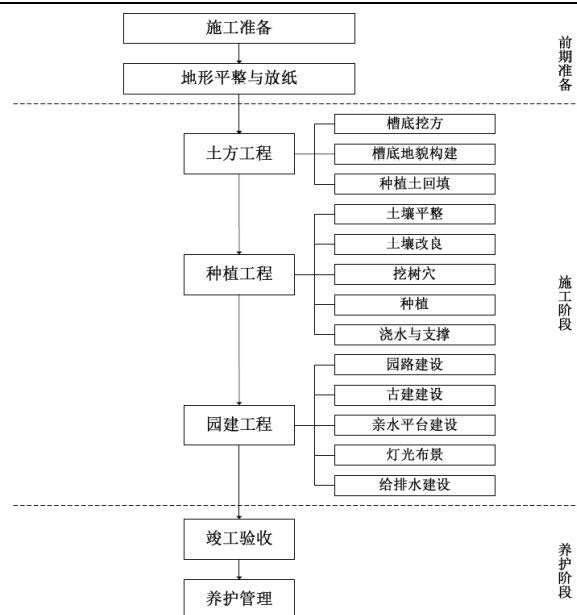 施工准备
地形平整与放纸
前期准备
土方工程
槽底挖方
槽底地貌构建
种植土回填
种植工程
土壤平整
土壤改良
挖树穴
种植
浇水与支撑
园建工程
园路建设
古建建设
亲水平台建设
灯光布景
给排水建设
施工阶段
竣工验收
养护管理
养护阶段